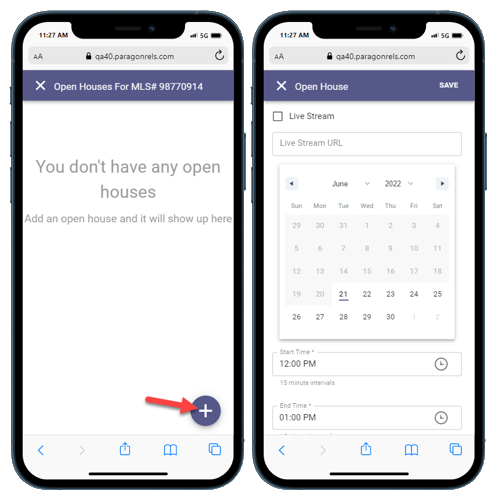 11:27 AM
5G
AA
qa40.paragonrels.com
Open Houses For MLS# 98770914
You don't have any open
houses
Add an open house and it will show up here
11:27 AM
5G
AA
qa40.paragonrels.com
Open House
SAVE
Live Stream
Live Stream URL
June 2022
Sun Mon Tue Wed Thu Fri Sat
29 30 31 1 2 3 4
5 6 7 8 9 10 11
12 13 14 15 16 17 18
19 20 21 22 23 24 25
26 27 28 29 30 1 2
Start Time *
12:00 PM
15 minute intervals
End Time *
01:00 PM